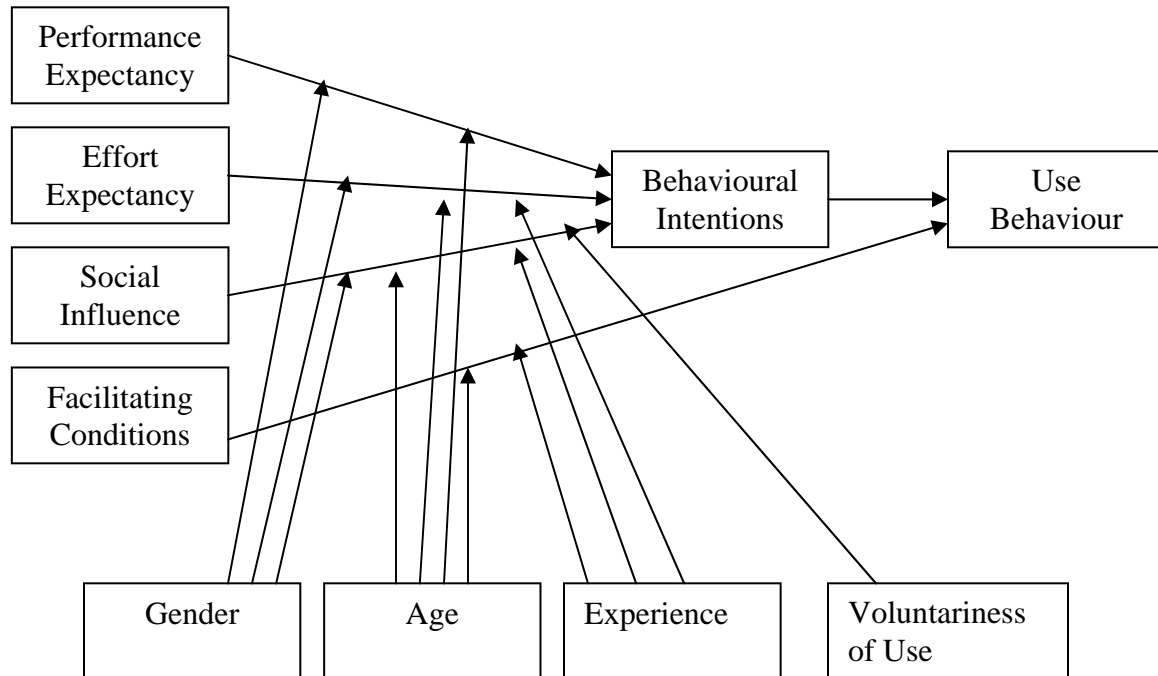 Performance
Expectancy
Effort
Expectancy
Behavioural
Intentions
Use
Behaviour
Social
Influence
Facilitating
Conditions
Gender
Age
Experience
Voluntariness
of Use